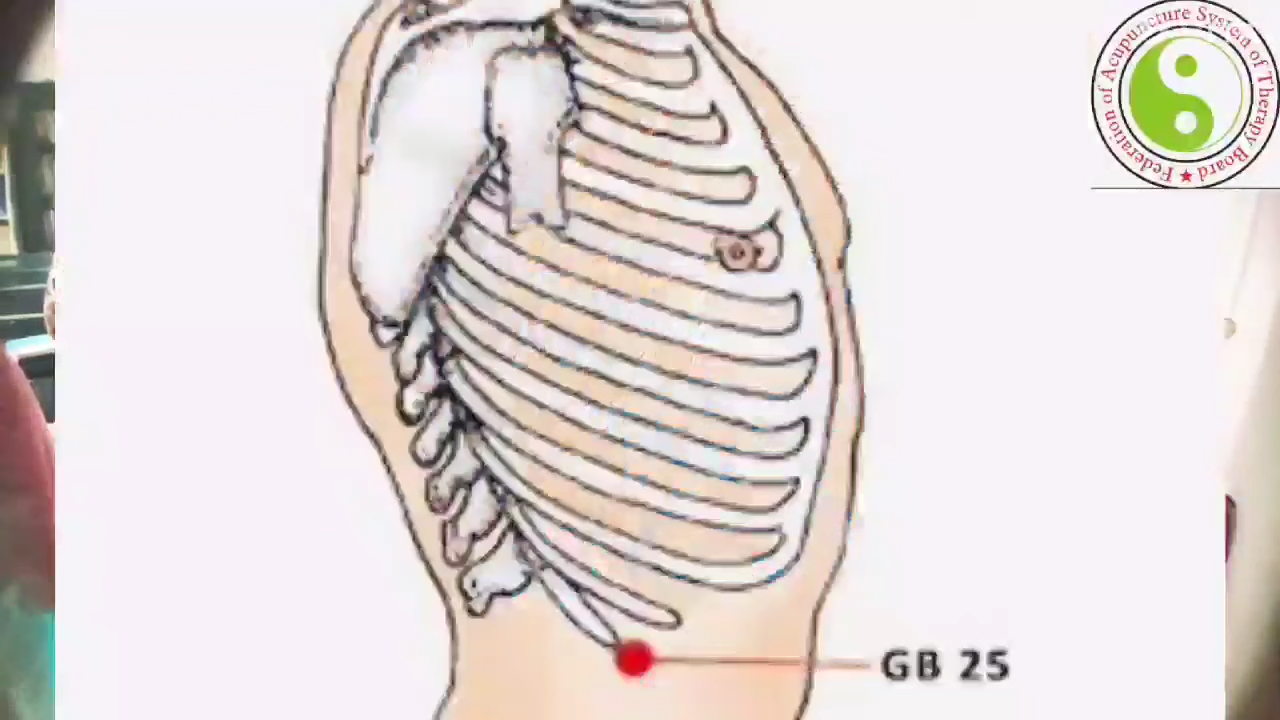 Federation of Acupuncture System of Therapy Board ★
GB 25